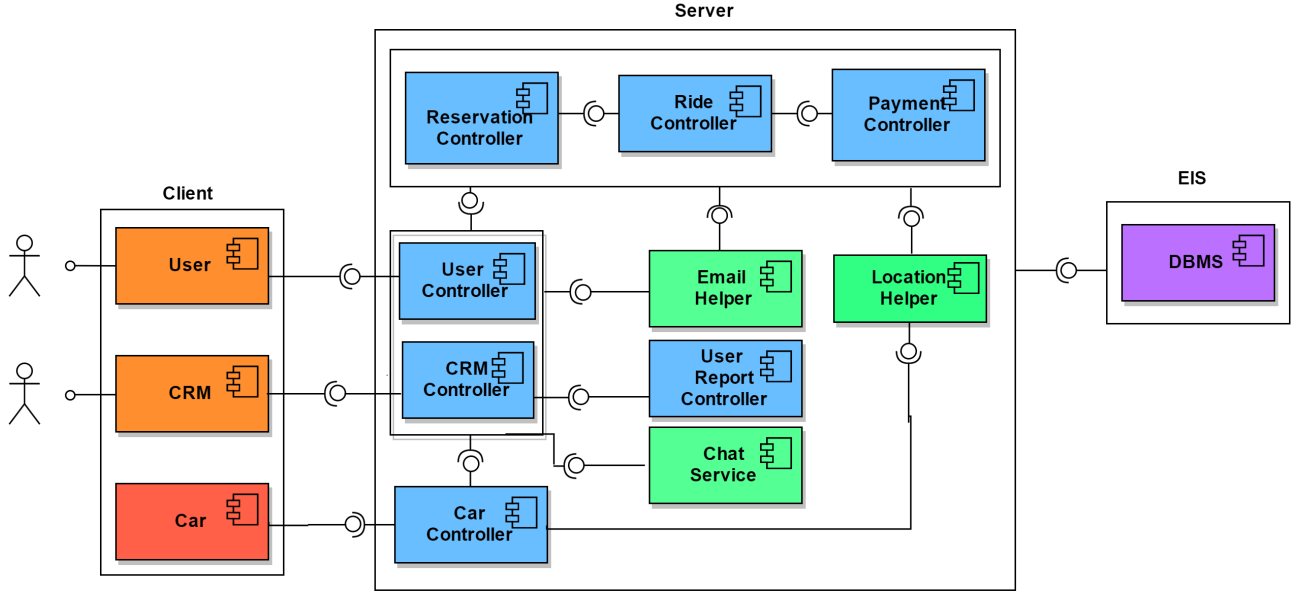 Server
Reservation
Controller
Ride
Controller
Payment
Controller
Client
EIS
User
User
Controller
Email
Helper
Location
Helper
DBMS
CRM
CRM
Controller
User
Report
Controller
Chat
Service
Car
Car
Controller